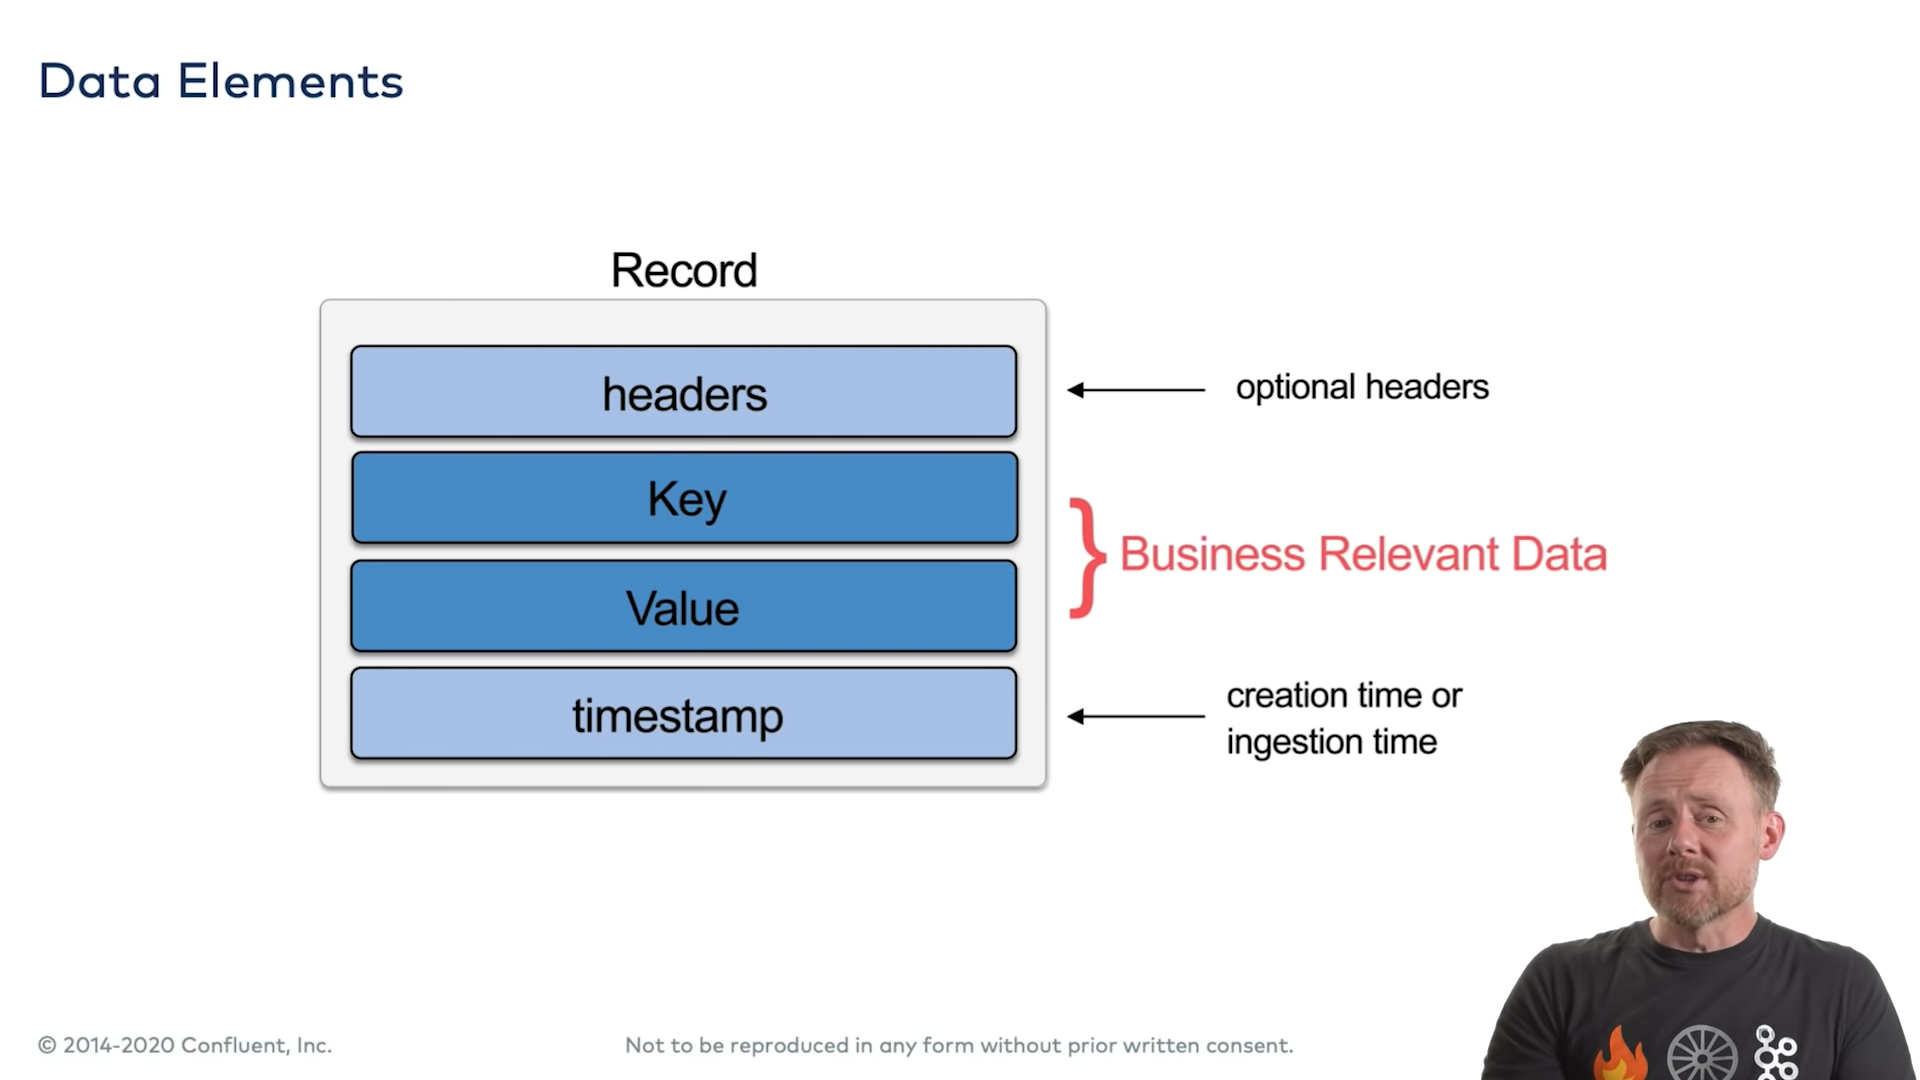 Data Elements
Record
headers
optional headers
Key
Business Relevant Data
Value
timestamp
creation time or
ingestion time
© 2014-2020 Confluent, Inc.
Not to be reproduced in any form without prior written consent.